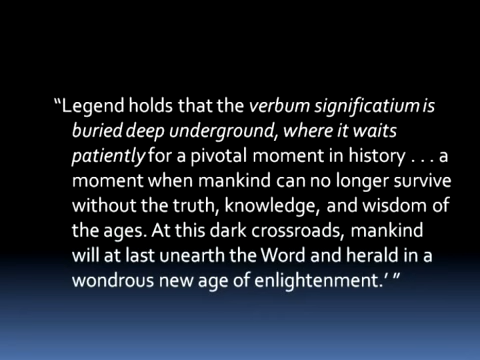 “Legend holds that the verbum significatium is
buried deep underground, where it waits
patiently for a pivotal moment in history . . . a
moment when mankind can no longer survive
without the truth, knowledge, and wisdom of
the ages. At this dark crossroads, mankind
will at last unearth the Word and herald in a
wondrous new age of enlightenment.’ ”